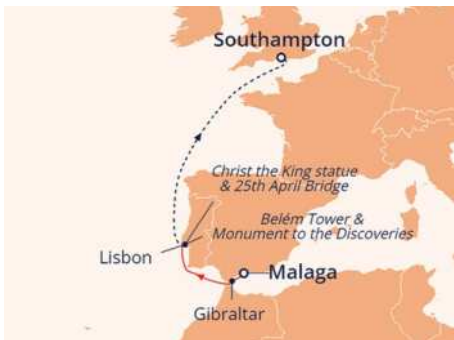 Southampton
Christ the King statue
& 25th April Bridge
Belém Tower &
Monument to the Discoveries
Lisbon
Malaga
Gibraltar